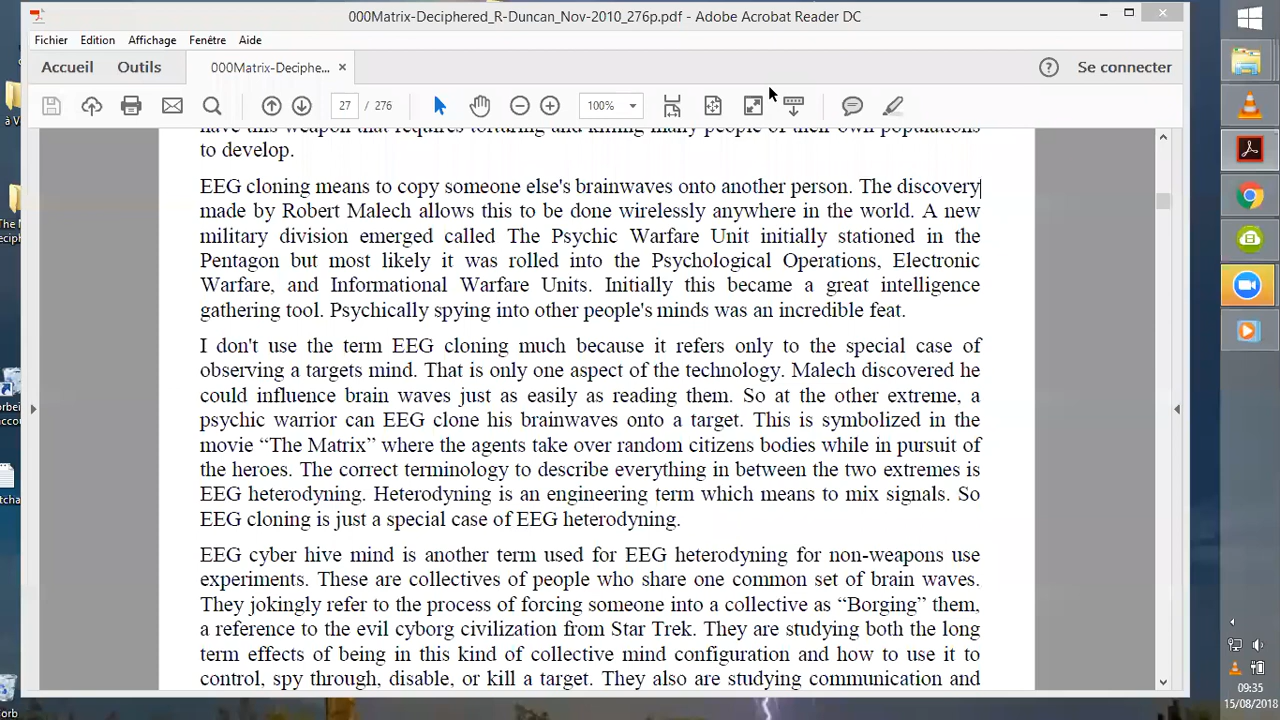 000Matrix-Deciphered_R-Duncan_Nov-2010_276p.pdf - Adobe Acrobat Reader DC
Fichier Edition Affichage Fenêtre Aide
Accueil Outils 000Matrix-Deciphe... × Se connecter
27 / 276 100%
have this weapon that requires torturing and killing many people of their own populations
to develop.
EEG cloning means to copy someone else's brainwaves onto another person. The discovery
made by Robert Malech allows this to be done wirelessly anywhere in the world. A new
military division emerged called The Psychic Warfare Unit initially stationed in the
Pentagon but most likely it was rolled into the Psychological Operations, Electronic
Warfare, and Informational Warfare Units. Initially this became a great intelligence
gathering tool. Psychically spying into other people's minds was an incredible feat.
I don't use the term EEG cloning much because it refers only to the special case of
observing a targets mind. That is only one aspect of the technology. Malech discovered he
could influence brain waves just as easily as reading them. So at the other extreme, a
psychic warrior can EEG clone his brainwaves onto a target. This is symbolized in the
movie “The Matrix” where the agents take over random citizens bodies while in pursuit of
the heroes. The correct terminology to describe everything in between the two extremes is
EEG heterodyning. Heterodyning is an engineering term which means to mix signals. So
EEG cloning is just a special case of EEG heterodyning.
EEG cyber hive mind is another term used for EEG heterodyning for non-weapons use
experiments. These are collectives of people who share one common set of brain waves.
They jokingly refer to the process of forcing someone into a collective as “Borging” them,
a reference to the evil cyborg civilization from Star Trek. They are studying both the long
term effects of being in this kind of collective mind configuration and how to use it to
control, spy through, disable, or kill a target. They also are studying communication and
09:35
15/08/2018